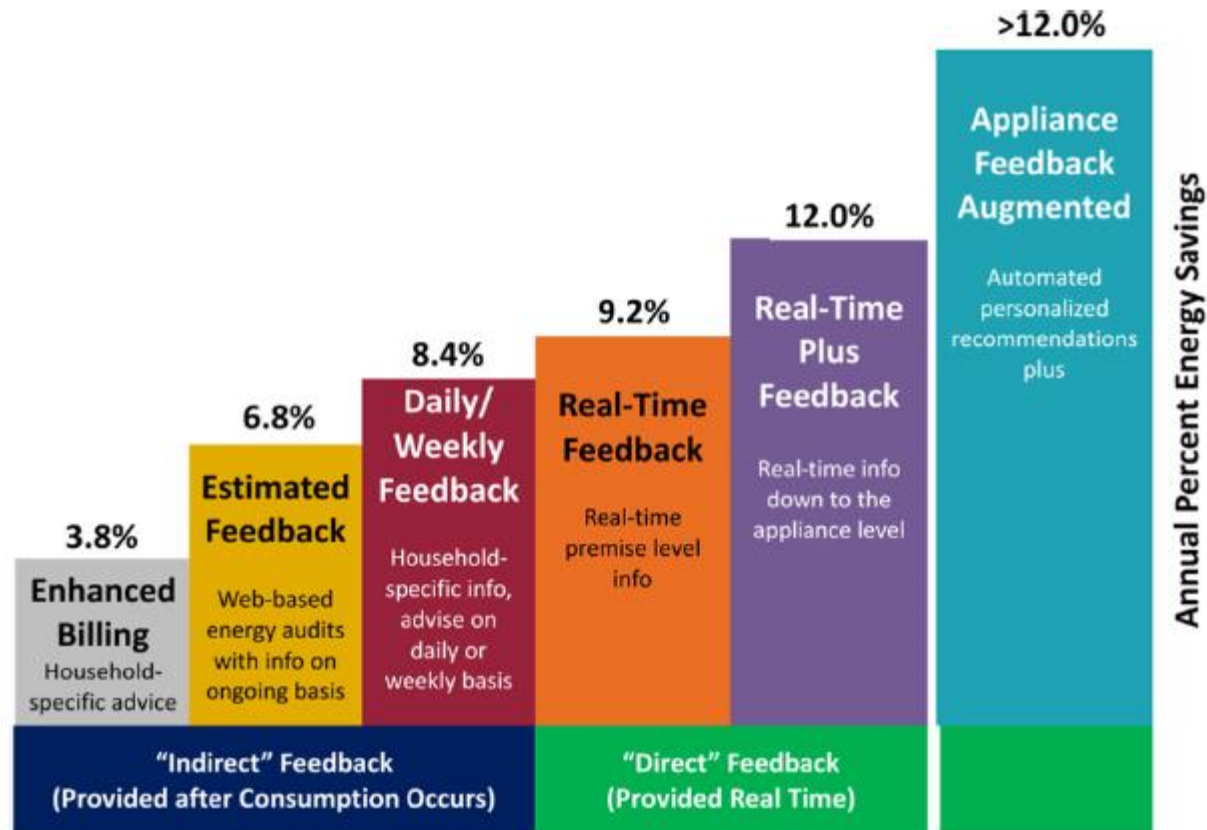 >12.0%
Appliance
Feedback
Augmented
Automated
personalized
recommendations
plus
12.0%
Real-Time
Plus
Feedback
Real-time info
down to the
appliance level
9.2%
Real-Time
Feedback
Real-time
premise level
info
8.4%
Daily/
Weekly
Feedback
Household-
specific info,
advise on
daily or
weekly basis
6.8%
Estimated
Feedback
Web-based
energy audits
with info on
ongoing basis
3.8%
Enhanced
Billing
Household-
specific advice
"Indirect" Feedback
(Provided after Consumption Occurs)
"Direct" Feedback
(Provided Real Time)
Annual Percent Energy Savings